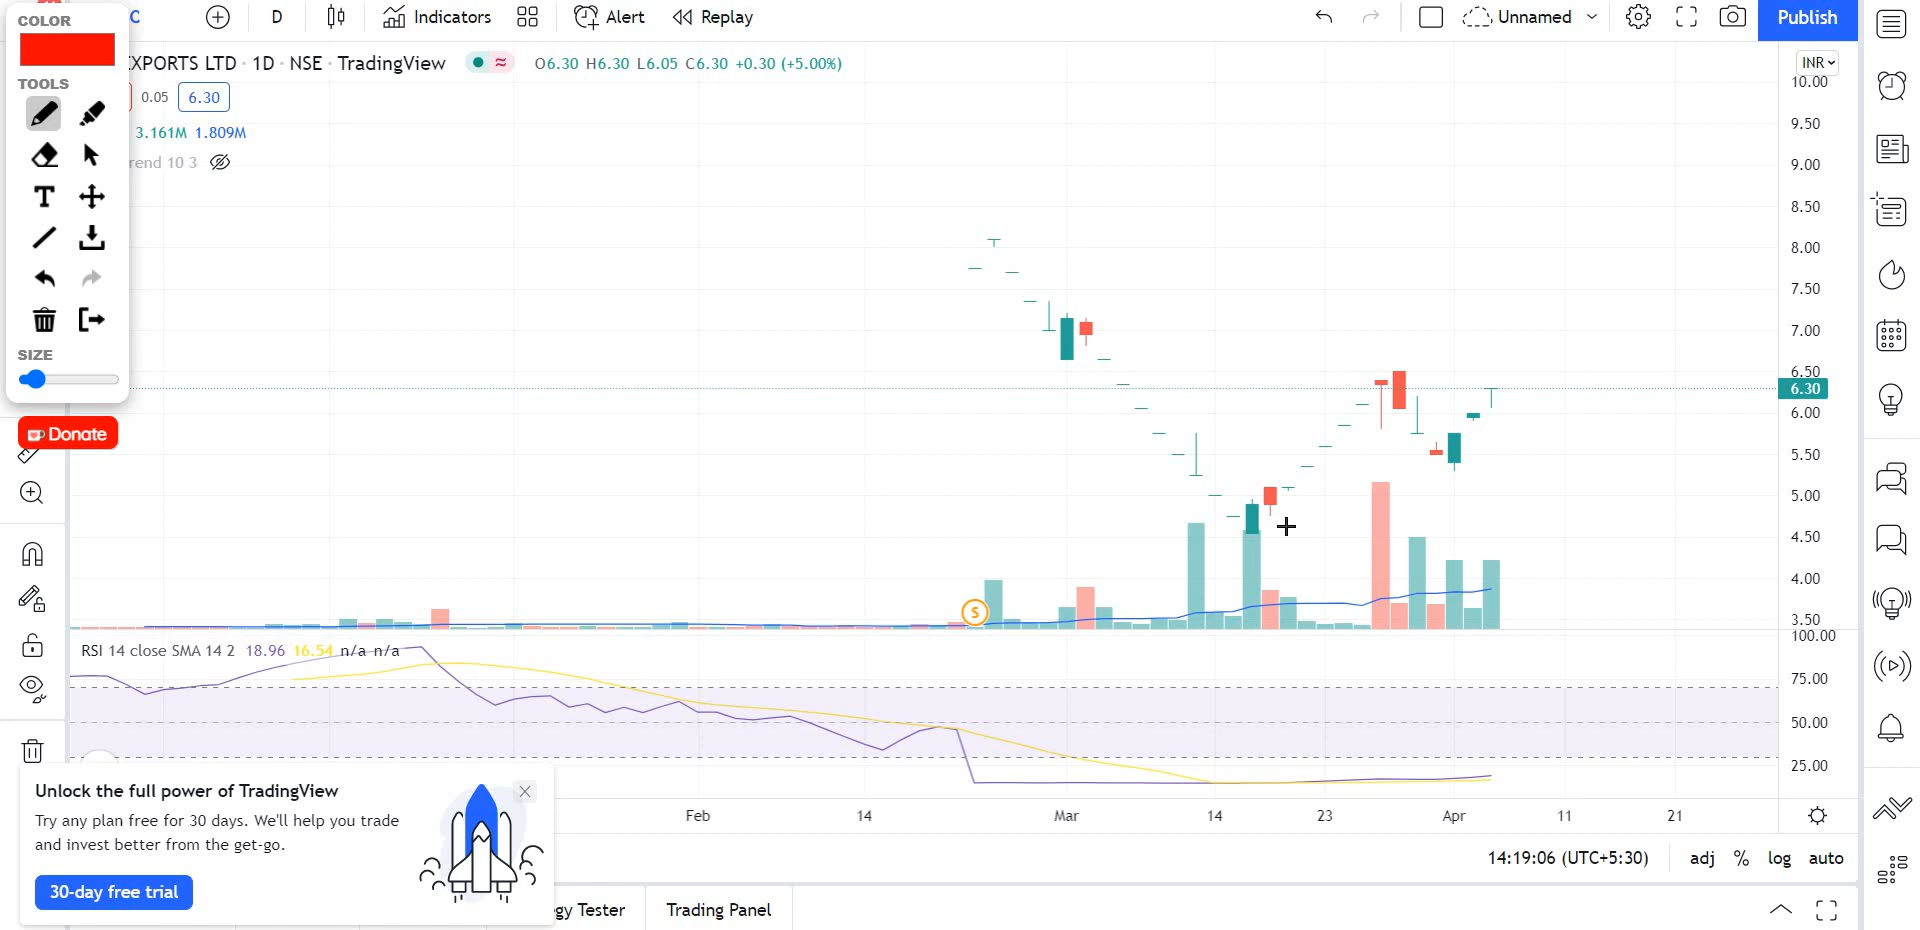 COLOR
C
D
Indicators
Alert
Replay
Unnamed
Publish
EXPORTS LTD · 1D · NSE · TradingView
O6.30 H6.30 L6.05 C6.30 +0.30 (+5.00%)
INR
TOOLS
0.05
6.30
3.161M 1.809M
rend 10 3
T
SIZE
Donate
10.00
9.50
9.00
8.50
8.00
7.50
7.00
6.50
6.30
6.00
5.50
5.00
4.50
4.00
3.50
S
100.00
RSI 14 close SMA 14 2 18.96 16.54 n/a n/a
75.00
50.00
25.00
Feb
14
Mar
14
23
Apr
11
21
Unlock the full power of TradingView
Try any plan free for 30 days. We'll help you trade
and invest better from the get-go.
30-day free trial
14:19:06 (UTC+5:30)
adj
%
log
auto
gy Tester
Trading Panel